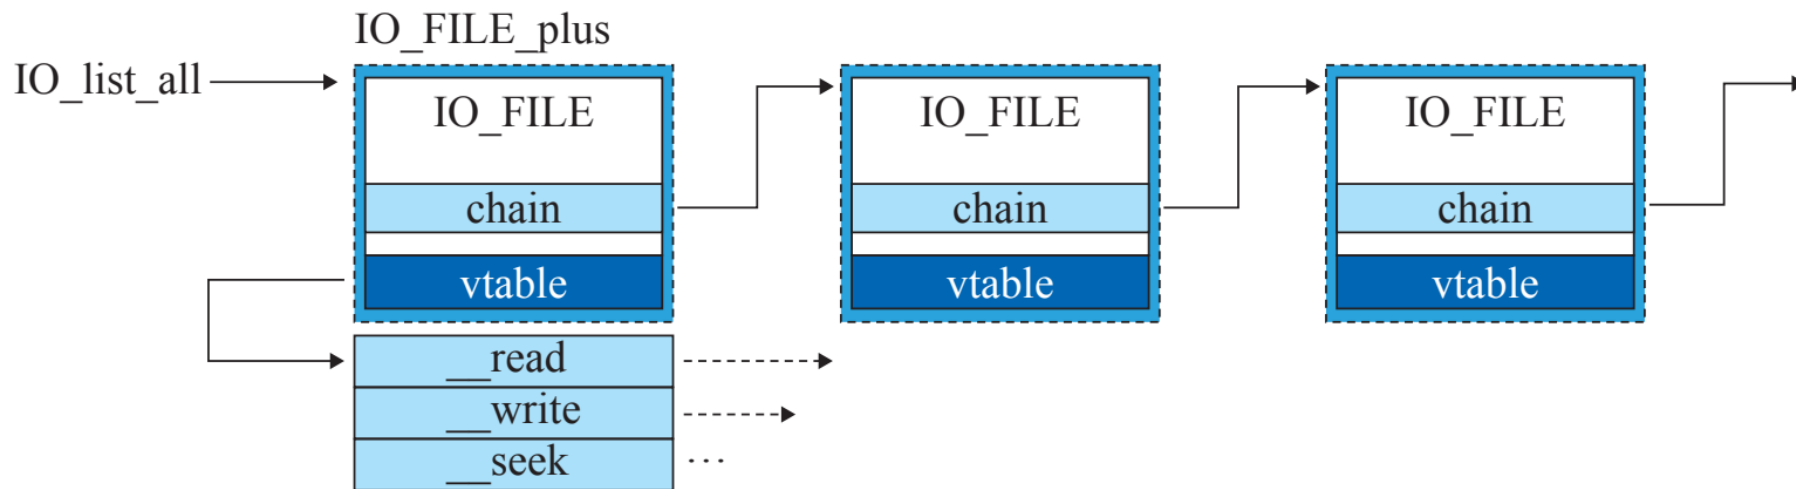 IO_FILE_plus
IO_list_all
IO_FILE
IO_FILE
IO_FILE
chain
chain
chain
vtable
vtable
vtable
__read
__write
__seek
...